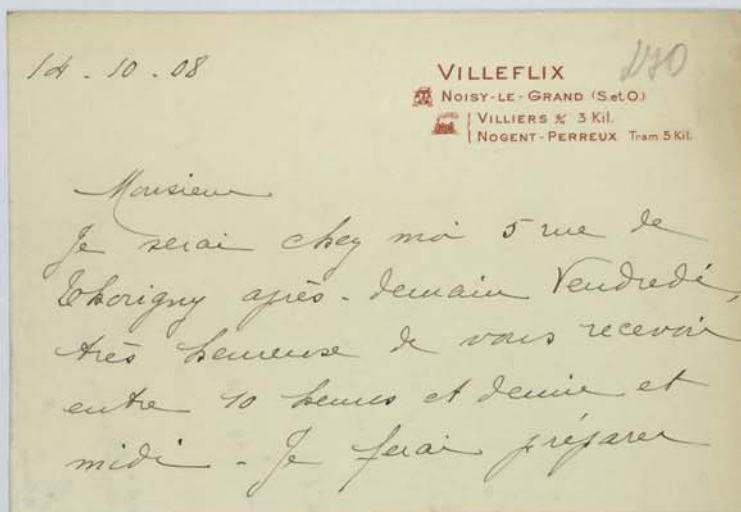 14 - 10 - 08
VILLEFLIX
NOISY-LE-GRAND (S.et O.)
VILLIERS s/M 3 Kil.
NOGENT-PERREUX Tram 5 Kil.
Monsieur
Je serai chez moi 5 rue de
Thorigny après-demain Vendredi,
très heureuse de vous recevoir
entre 10 heures et demie et
midi - Je ferai préparer